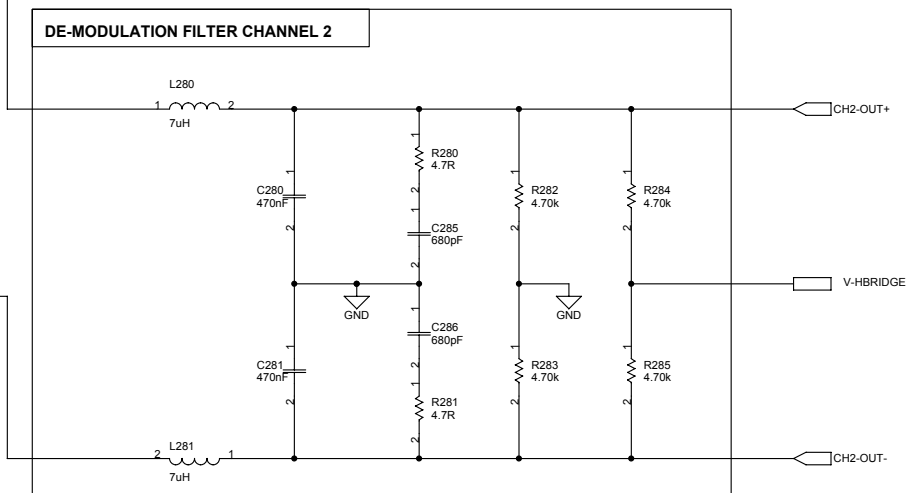 DE-MODULATION FILTER CHANNEL 2
L280
1 2
7uH
CH2-OUT+
1
R280
4.7R
2
1
C280
470nF
2
1
C285
680pF
2
1
R282
4.70k
2
1
R284
4.70k
2
GND
GND
V-HBRIDGE
1
C286
680pF
2
1
C281
470nF
2
1
R281
4.7R
2
1
R283
4.70k
2
1
R285
4.70k
2
L281
2 1
7uH
CH2-OUT-